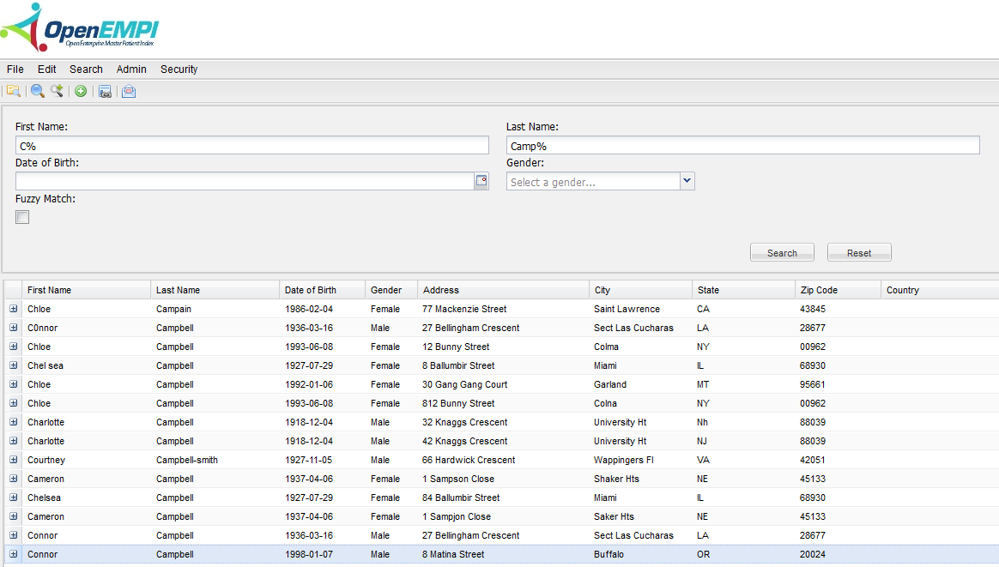 OpenEMPI
Open Enterprise Master Patient Index
File Edit Search Admin Security
First Name: Last Name:
C% Camp%
Date of Birth: Gender:
Select a gender...
Fuzzy Match:
Search Reset
First Name Last Name Date of Birth Gender Address City State Zip Code Country
Chloe Campain 1986-02-04 Female 77 Mackenzie Street Saint Lawrence CA 43845
C0nnor Campbell 1936-03-16 Male 27 Bellingham Crescent Sect Las Cucharas LA 28677
Chloe Campbell 1993-06-08 Female 12 Bunny Street Colma NY 00962
Chel sea Campbell 1927-07-29 Female 8 Ballumbir Street Miami IL 68930
Chloe Campbell 1992-01-06 Female 30 Gang Gang Court Garland MT 95661
Chloe Campbell 1993-06-08 Female 812 Bunny Street Colna NY 00962
Charlotte Campbell 1918-12-04 Male 32 Knaggs Crescent University Ht Nh 88039
Charlotte Campbell 1918-12-04 Male 42 Knaggs Crescent University Ht NJ 88039
Courtney Campbell-smith 1927-11-05 Male 66 Hardwick Crescent Wappingers Fl VA 42051
Cameron Campbell 1937-04-06 Female 1 Sampson Close Shaker Hts NE 45133
Chelsea Campbell 1927-07-29 Female 84 Ballumbir Street Miami IL 68930
Cameron Campbell 1937-04-06 Female 1 Sampjon Close Saker Hts NE 45133
Connor Campbell 1936-03-16 Male 27 Bellingham Crescent Sect Las Cucharas LA 28677
Connor Campbell 1998-01-07 Male 8 Matina Street Buffalo OR 20024